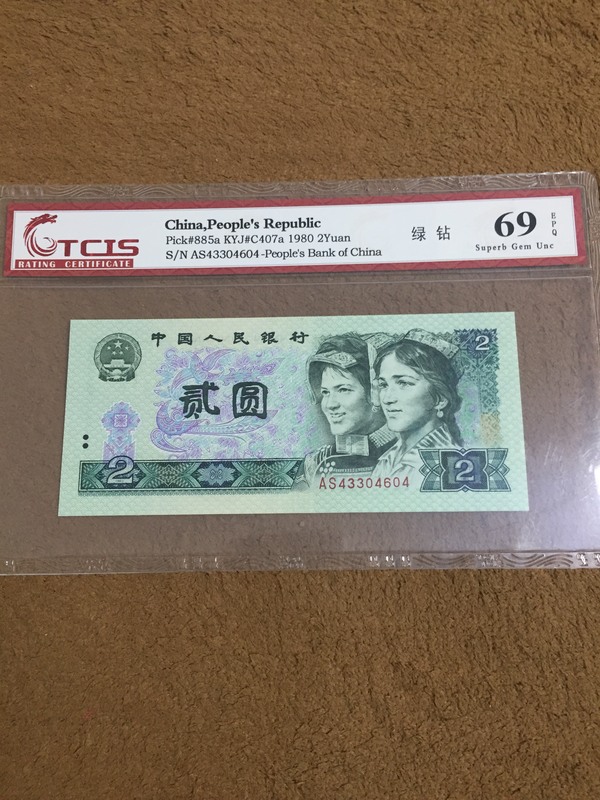 TCIS
RATING CERTIFICATE
China,People's Republic
Pick#885a KYJ#C407a 1980 2Yuan
S/N AS43304604-People's Bank of China
绿钻
69
EPQ
Superb Gem Unc
中国人民银行
贰圆
2
2
AS43304604
2